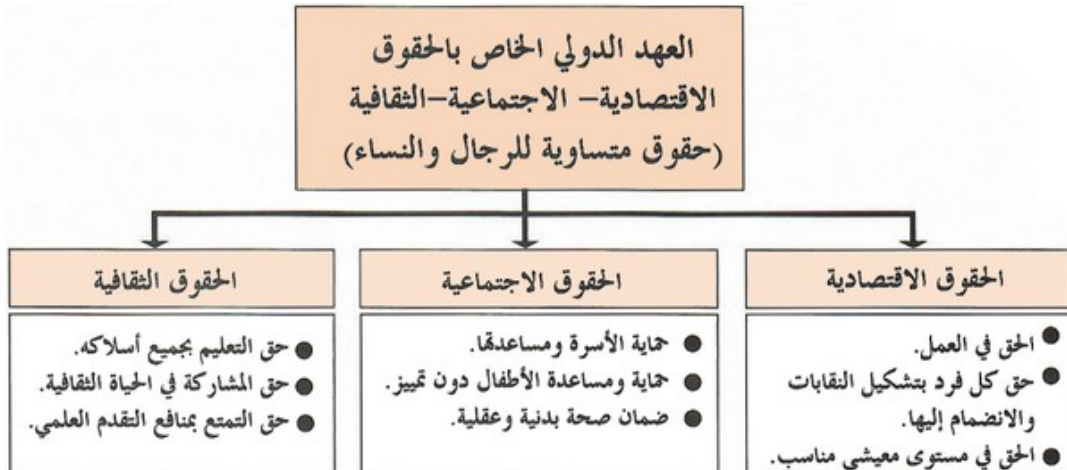 العهد الدولي الخاص بالحقوق
الاقتصادية- الاجتماعية-الثقافية
(حقوق متساوية للرجال والنساء)
الحقوق الاقتصادية
الحق في العمل.
حق كل فرد بتشكيل النقابات
والانضمام إليها.
الحق في مستوى معيشي مناسب.
الحقوق الاجتماعية
حماية الأسرة ومساعدتها.
حماية ومساعدة الأطفال دون تمييز.
ضمان صحة بدنية وعقلية.
الحقوق الثقافية
حق التعليم بجميع أسلاكه.
حق المشاركة في الحياة الثقافية.
حق التمتع بمنافع التقدم العلمي.